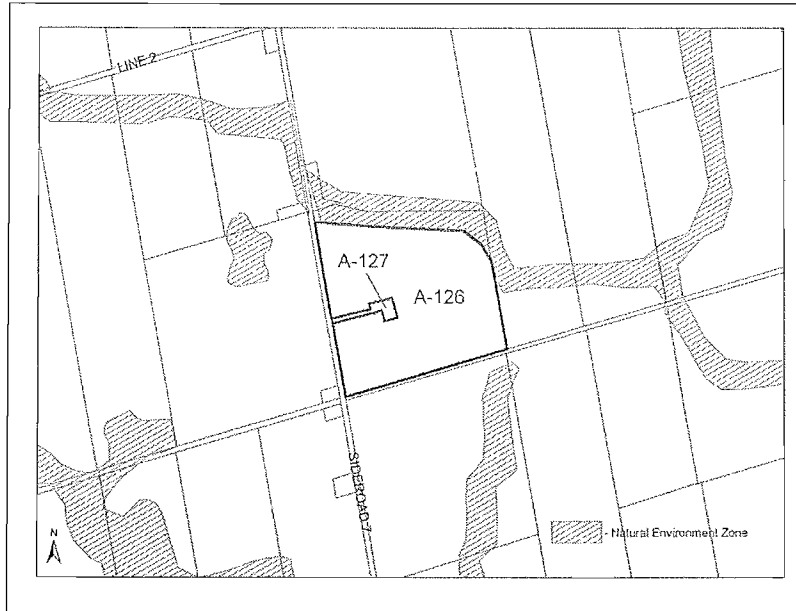 LINE 2
A-127
A-126
SIDEROAD 7
N
- Natural Environment Zone